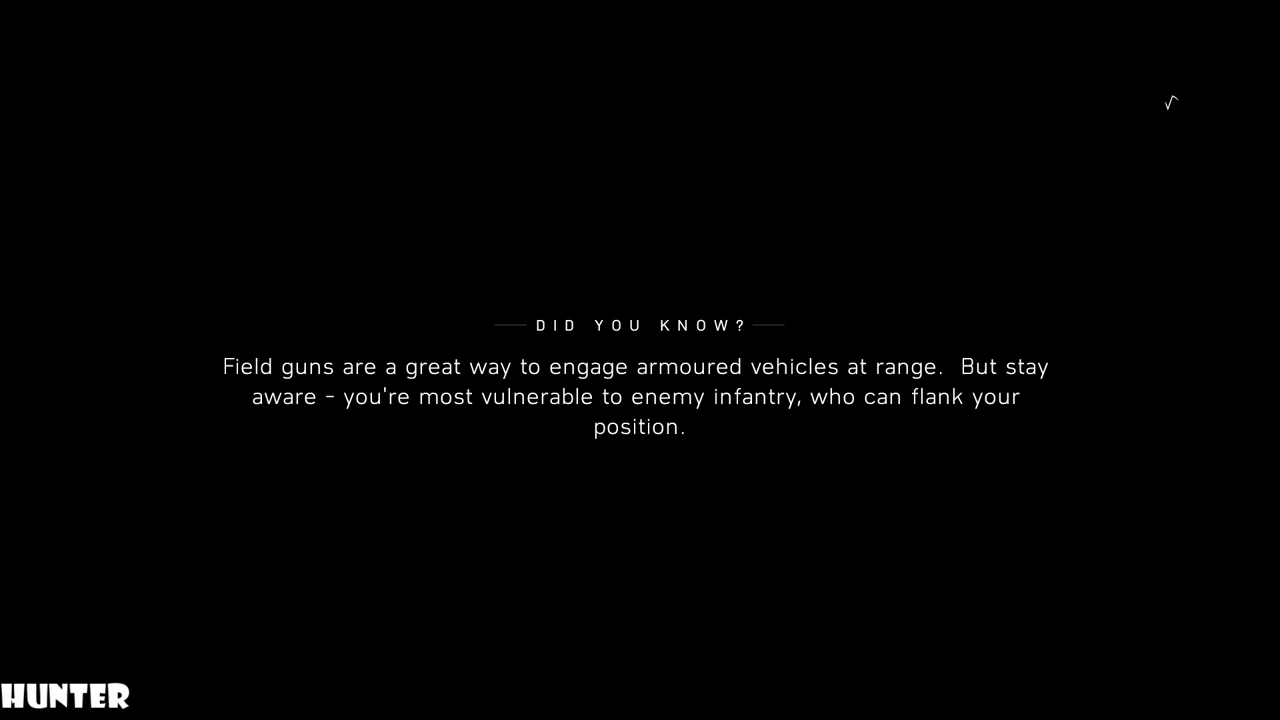 DID YOU KNOW?
Field guns are a great way to engage armoured vehicles at range.  But stay
aware - you're most vulnerable to enemy infantry, who can flank your
position.
HUNTER